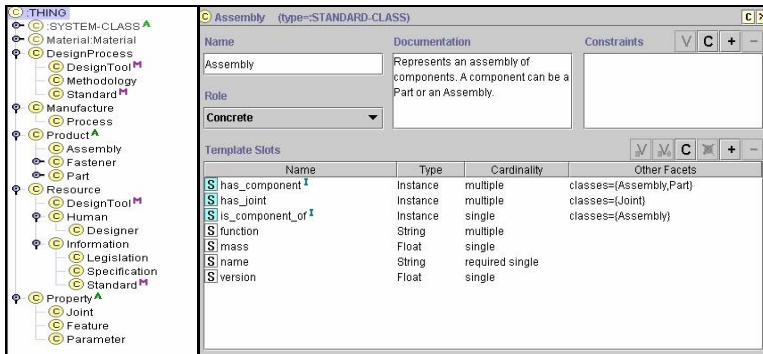 :THING
:SYSTEM-CLASS A
Material:Material
DesignProcess
DesignTool M
Methodology
Standard M
Manufacture
Process
Product A
Assembly
Fastener
Part
Resource
DesignTool M
Human
Designer
Information
Legislation
Specification
Standard M
Property A
Joint
Feature
Parameter
Assembly (type=:STANDARD-CLASS)
Name Documentation Constraints
Assembly
Represents an assembly of
components. A component can be a
Part or an Assembly.
Role
Concrete
Template Slots
Name Type Cardinality Other Facets
has_component I Instance multiple classes={Assembly,Part}
has_joint Instance multiple classes={Joint}
is_component_of I Instance single classes={Assembly}
function String multiple
mass Float single
name String required single
version Float single